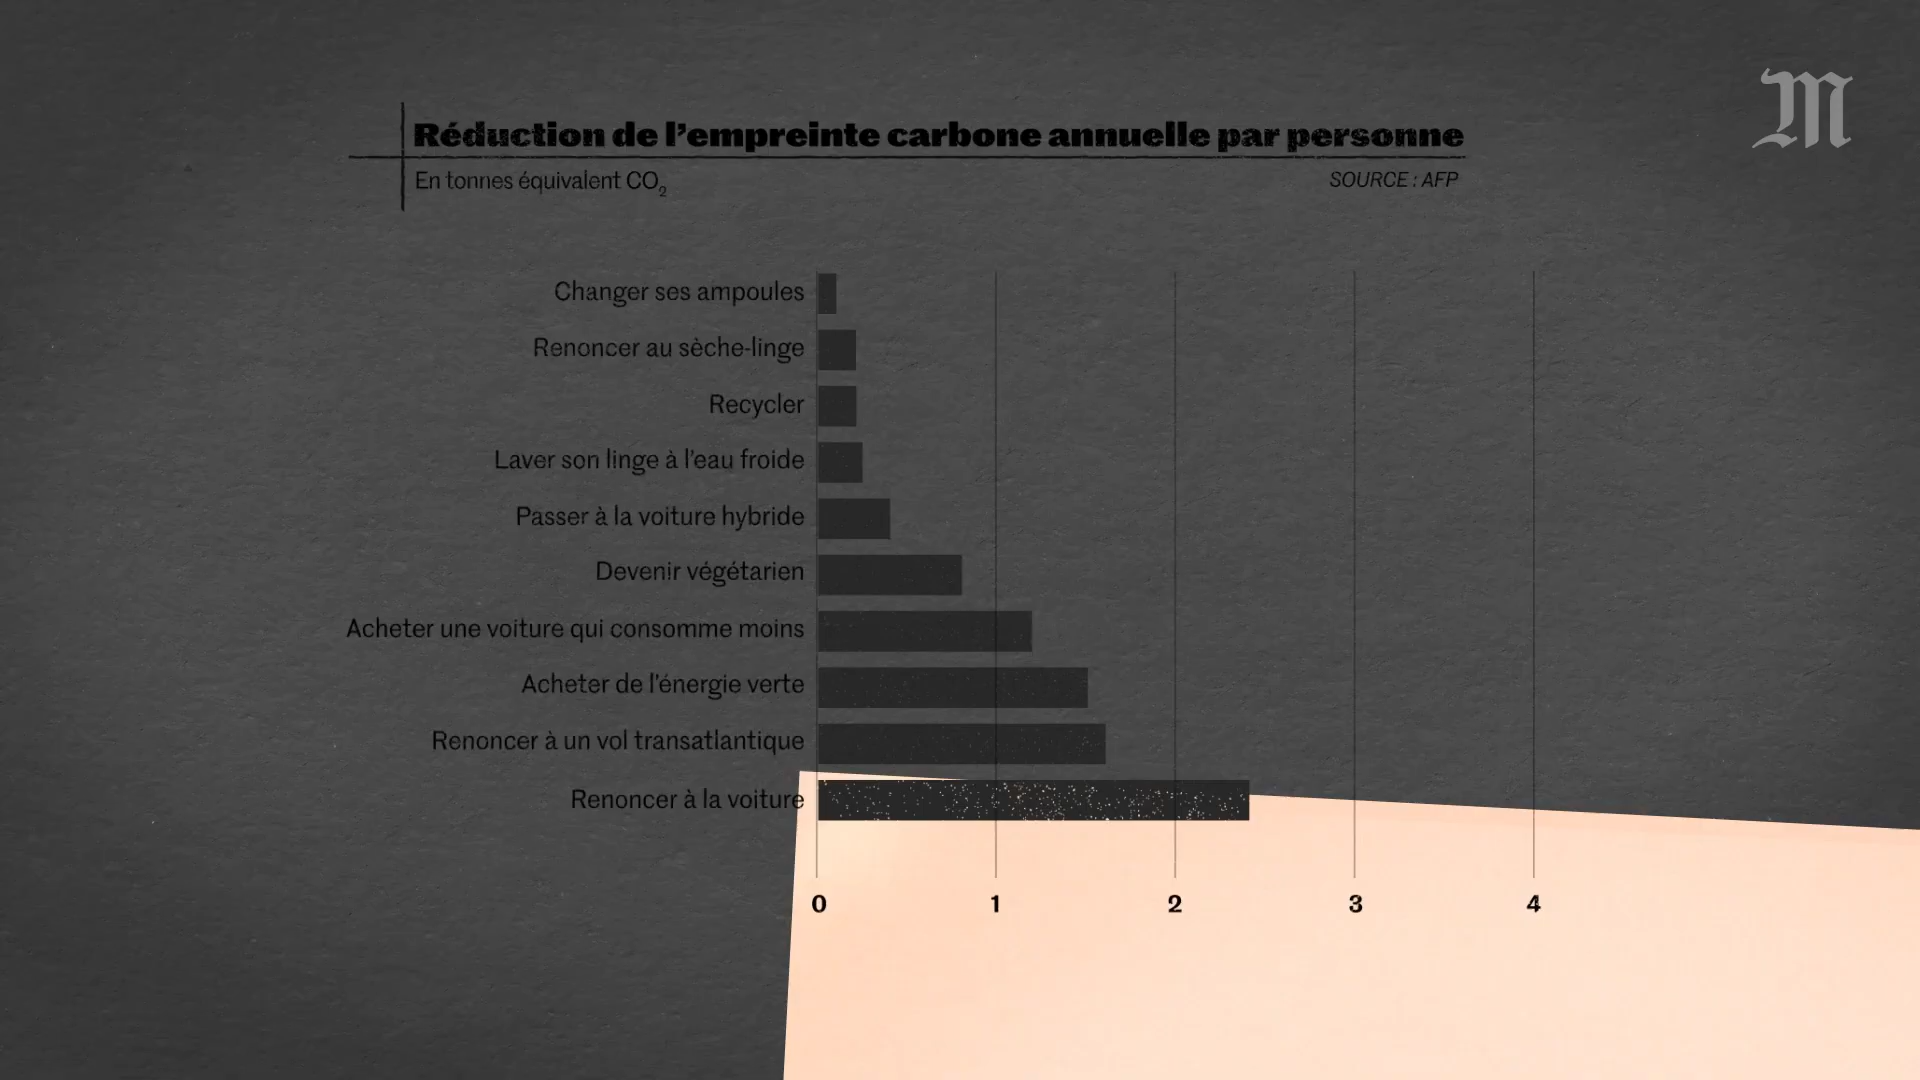 M
Réduction de l'empreinte carbone annuelle par personne
En tonnes équivalent CO₂
SOURCE : AFP
Changer ses ampoules
Renoncer au sèche-linge
Recycler
Laver son linge à l'eau froide
Passer à la voiture hybride
Devenir végétarien
Acheter une voiture qui consomme moins
Acheter de l'énergie verte
Renoncer à un vol transatlantique
Renoncer à la voiture
0 1 2 3 4